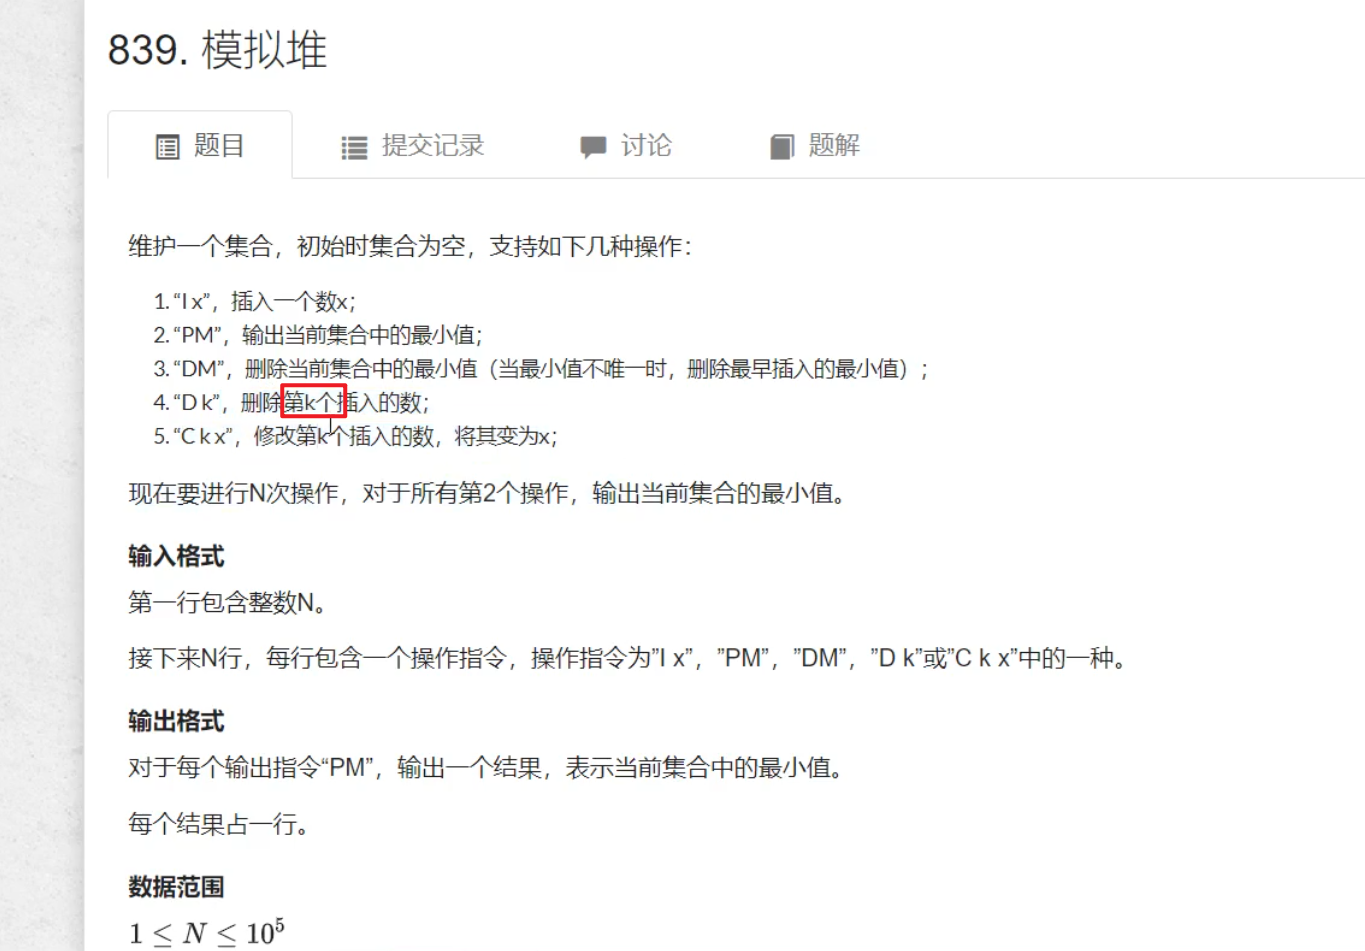 839. 模拟堆
题目 提交记录 讨论 题解
维护一个集合，初始时集合为空，支持如下几种操作：
1. “I x”，插入一个数x；
2. “PM”，输出当前集合中的最小值；
3. “DM”，删除当前集合中的最小值（当最小值不唯一时，删除最早插入的最小值）；
4. “D k”，删除第k个插入的数；
5. “C k x”，修改第k个插入的数，将其变为x；
现在要进行N次操作，对于所有第2个操作，输出当前集合的最小值。
输入格式
第一行包含整数N。
接下来N行，每行包含一个操作指令，操作指令为”I x”，”PM”，”DM”，”D k”或”C k x”中的一种。
输出格式
对于每个输出指令“PM”，输出一个结果，表示当前集合中的最小值。
每个结果占一行。
数据范围
1 ≤ N ≤ 10⁵